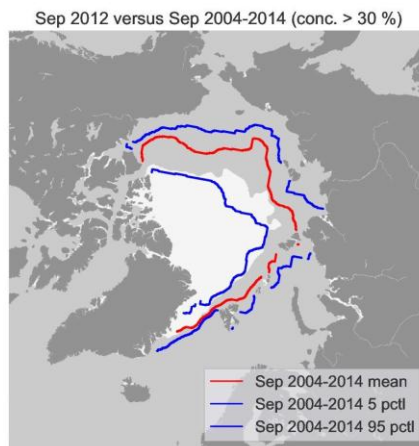 Sep 2012 versus Sep 2004-2014 (conc. > 30 %)
Sep 2004-2014 mean
Sep 2004-2014 5 pctl
Sep 2004-2014 95 pctl